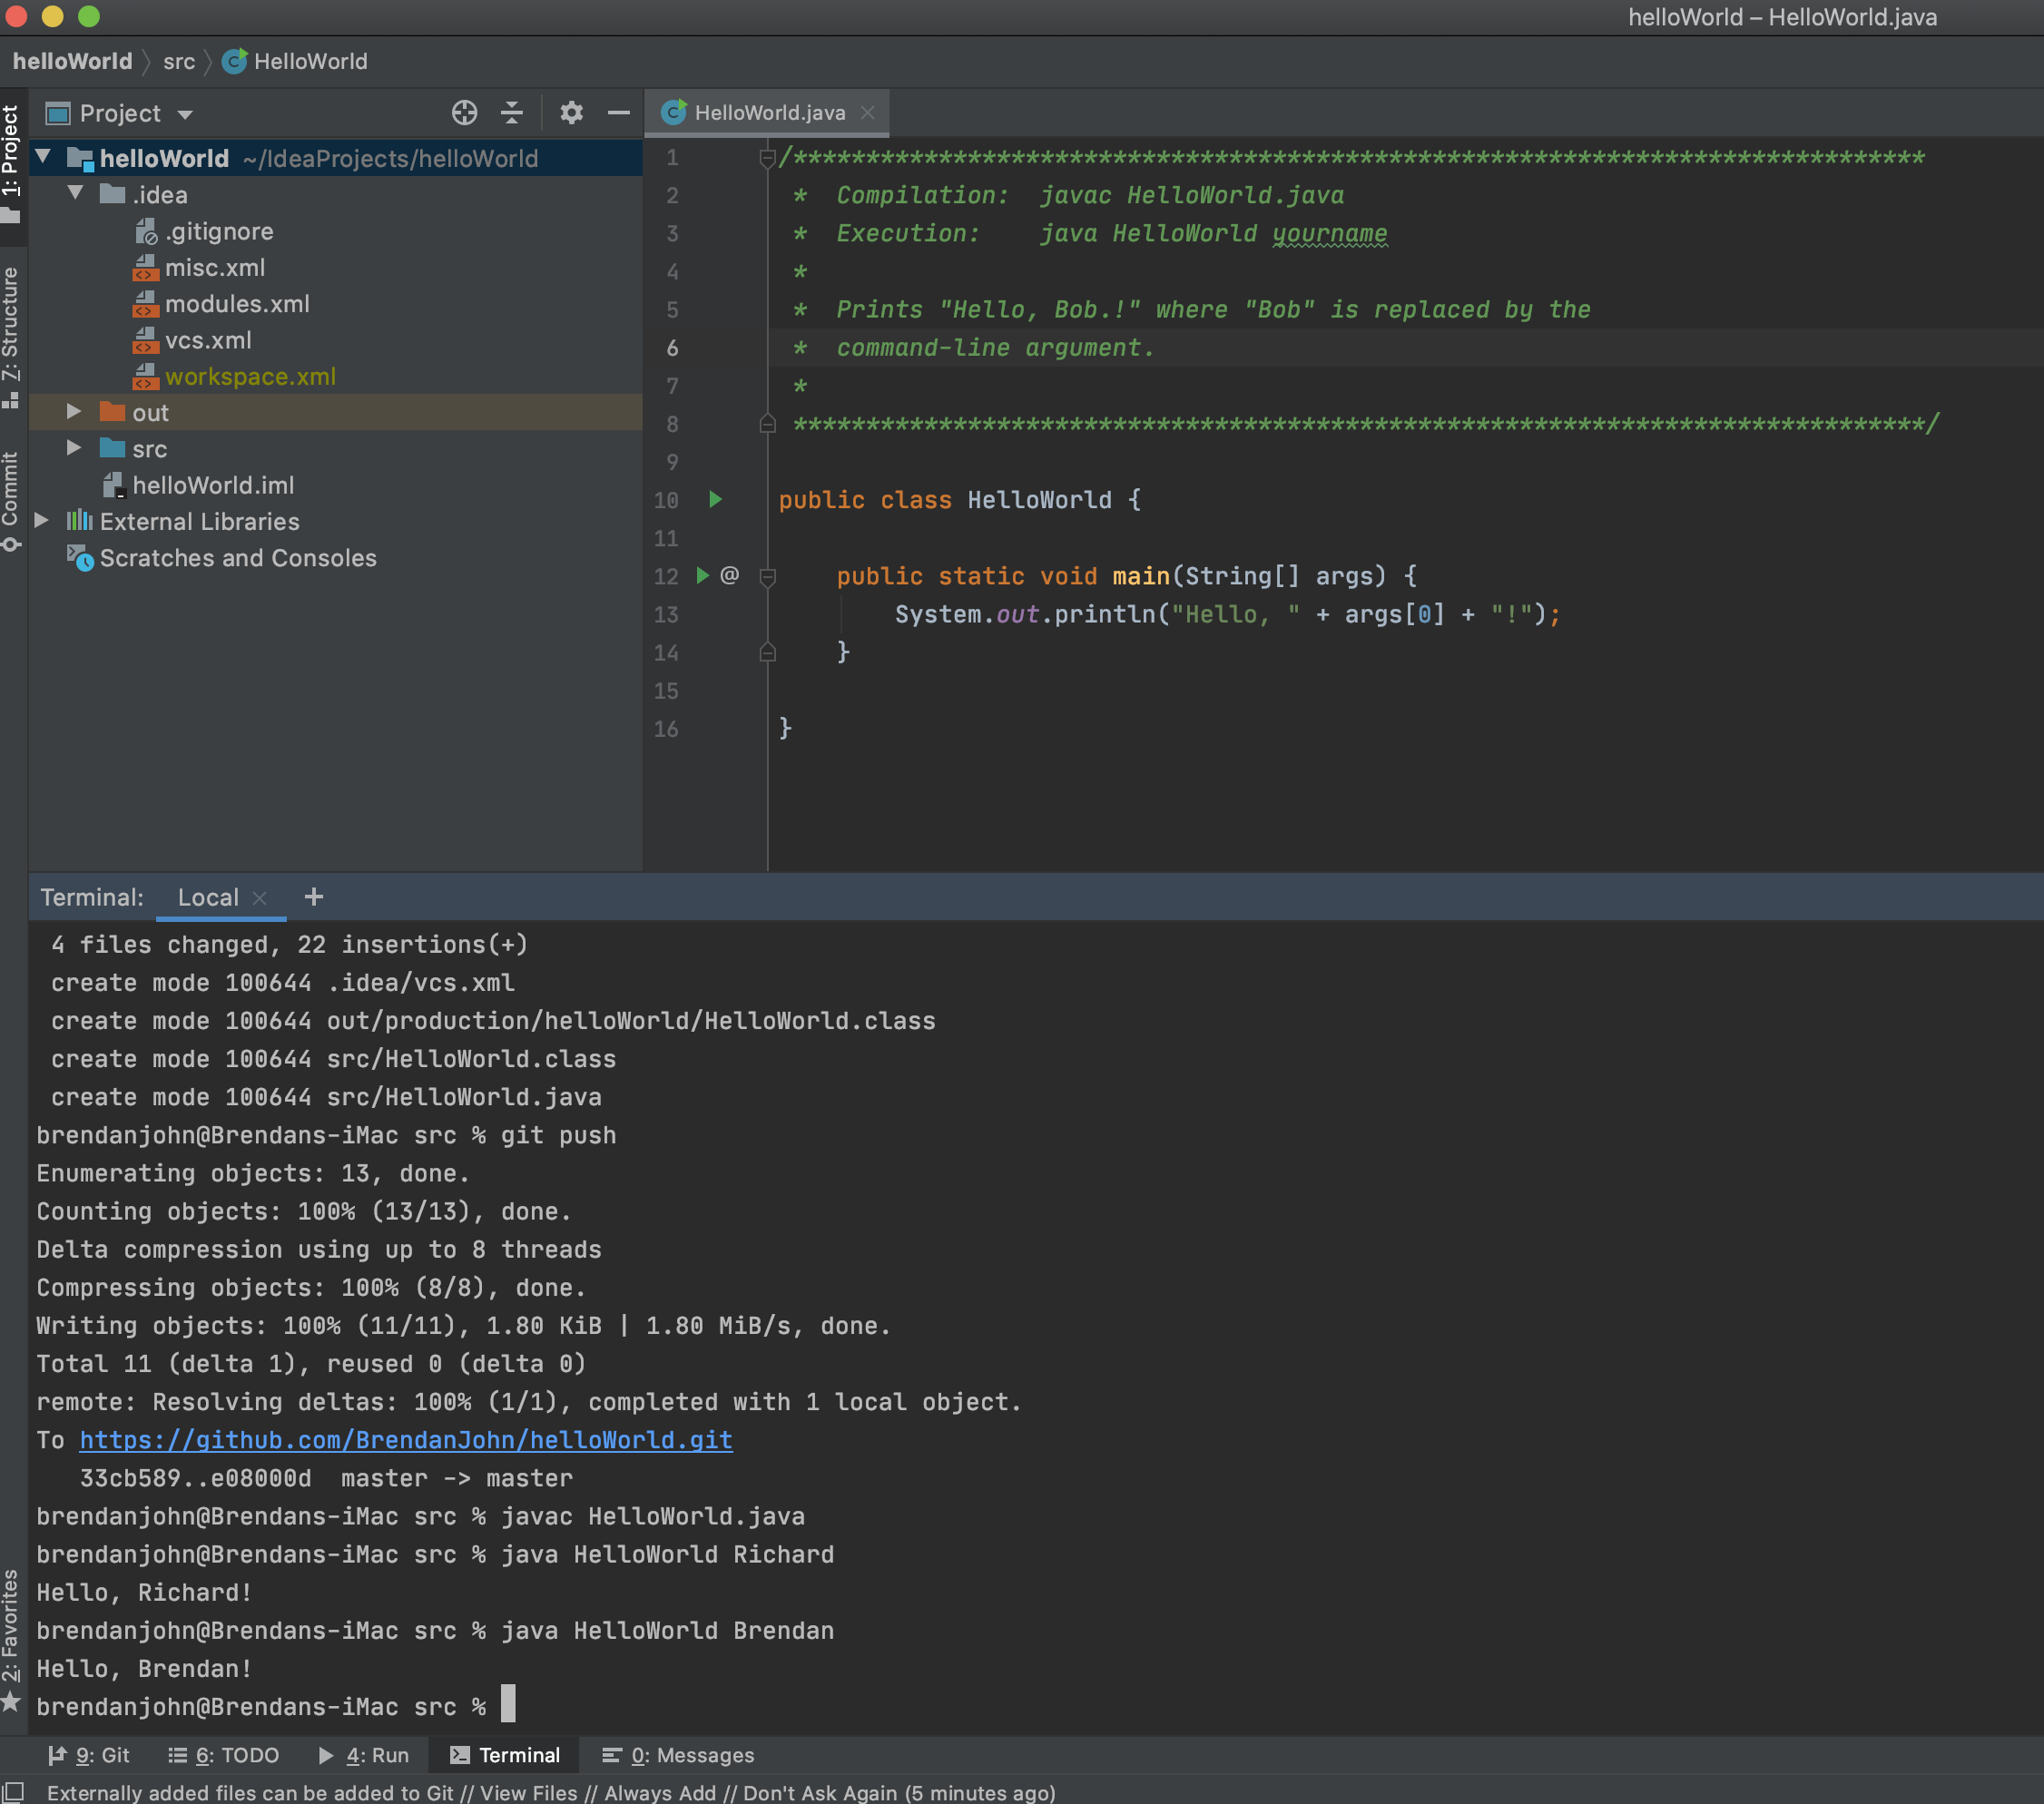 helloWorld – HelloWorld.java
helloWorld src HelloWorld
1: Project
7: Structure
Commit
2: Favorites
Project
helloWorld ~/IdeaProjects/helloWorld
.idea
.gitignore
misc.xml
modules.xml
vcs.xml
workspace.xml
out
src
helloWorld.iml
External Libraries
Scratches and Consoles
HelloWorld.java
1 /******************************************************************************
2 *  Compilation:  javac HelloWorld.java
3 *  Execution:    java HelloWorld yourname
4 *
5 *  Prints "Hello, Bob.!" where "Bob" is replaced by the
6 *  command-line argument.
7 *
8 ******************************************************************************/
9
10 public class HelloWorld {
11
12 @ public static void main(String[] args) {
13 System.out.println("Hello, " + args[0] + "!");
14 }
15
16 }
Terminal: Local +
4 files changed, 22 insertions(+)
create mode 100644 .idea/vcs.xml
create mode 100644 out/production/helloWorld/HelloWorld.class
create mode 100644 src/HelloWorld.class
create mode 100644 src/HelloWorld.java
brendanjohn@Brendans-iMac src % git push
Enumerating objects: 13, done.
Counting objects: 100% (13/13), done.
Delta compression using up to 8 threads
Compressing objects: 100% (8/8), done.
Writing objects: 100% (11/11), 1.80 KiB | 1.80 MiB/s, done.
Total 11 (delta 1), reused 0 (delta 0)
remote: Resolving deltas: 100% (1/1), completed with 1 local object.
To https://github.com/BrendanJohn/helloWorld.git
33cb589..e08000d  master -> master
brendanjohn@Brendans-iMac src % javac HelloWorld.java
brendanjohn@Brendans-iMac src % java HelloWorld Richard
Hello, Richard!
brendanjohn@Brendans-iMac src % java HelloWorld Brendan
Hello, Brendan!
brendanjohn@Brendans-iMac src %
9: Git 6: TODO 4: Run Terminal 0: Messages
Externally added files can be added to Git // View Files // Always Add // Don't Ask Again (5 minutes ago)